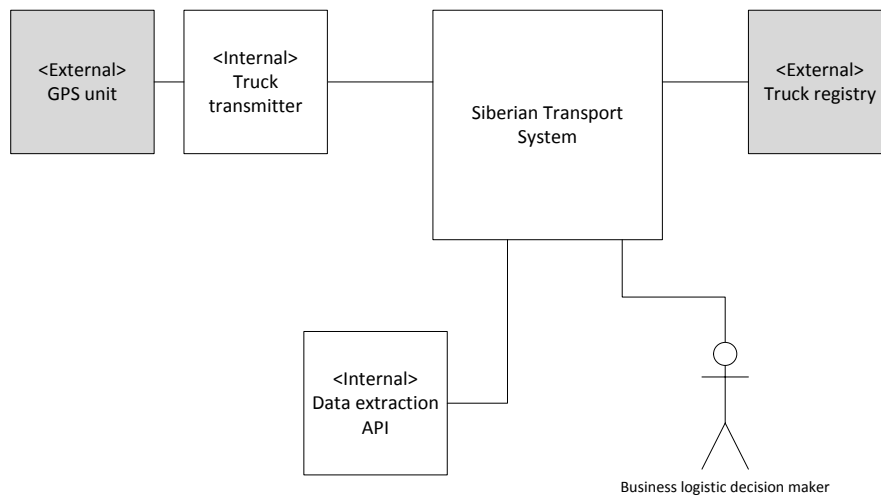 <External>
GPS unit
<Internal>
Truck
transmitter
Siberian Transport
System
<External>
Truck registry
<Internal>
Data extraction
API
Business logistic decision maker